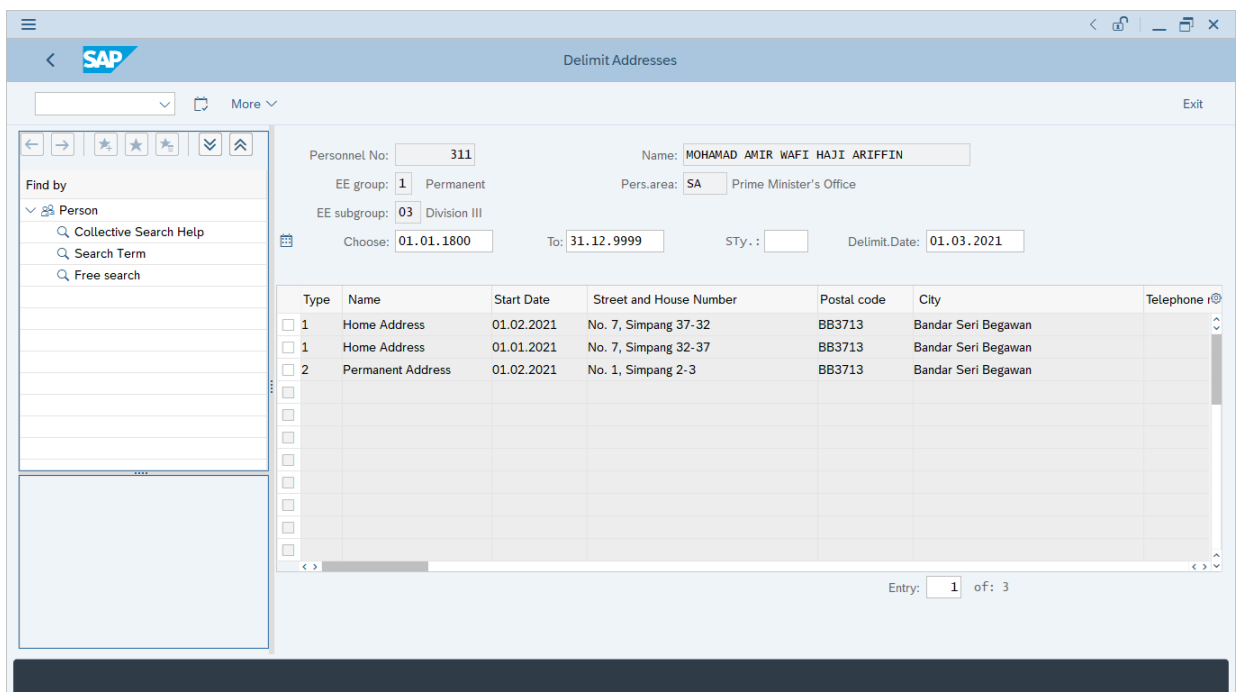 SAP
Delimit Addresses
More
Exit
Personnel No: 311 Name: MOHAMAD AMIR WAFI HAJI ARIFFIN
Find by
EE group: 1 Permanent Pers.area: SA Prime Minister's Office
Person
EE subgroup: 03 Division III
Collective Search Help
Choose: 01.01.1800 To: 31.12.9999 STy.: Delimit.Date: 01.03.2021
Search Term
Free search
Type Name Start Date Street and House Number Postal code City Telephone r
1 Home Address 01.02.2021 No. 7, Simpang 37-32 BB3713 Bandar Seri Begawan
1 Home Address 01.01.2021 No. 7, Simpang 32-37 BB3713 Bandar Seri Begawan
2 Permanent Address 01.02.2021 No. 1, Simpang 2-3 BB3713 Bandar Seri Begawan
Entry: 1 of: 3